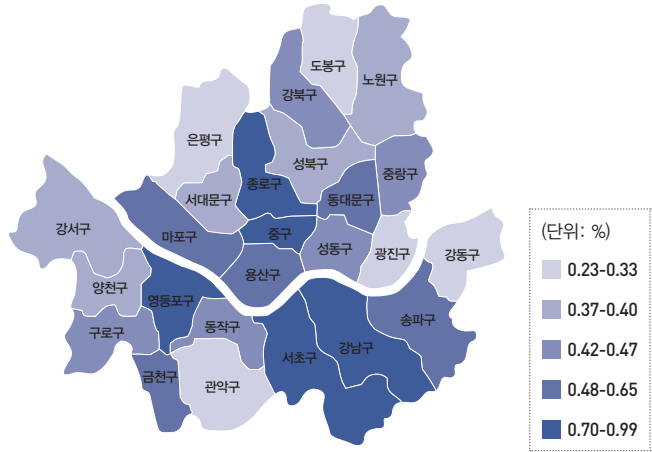 도봉구
노원구
강북구
은평구
성북구
중랑구
종로구
서대문구
동대문구
강서구
마포구
중구
성동구
광진구
강동구
용산구
양천구
영등포구
송파구
구로구
동작구
강남구
서초구
금천구
관악구
(단위: %)
0.23-0.33
0.37-0.40
0.42-0.47
0.48-0.65
0.70-0.99